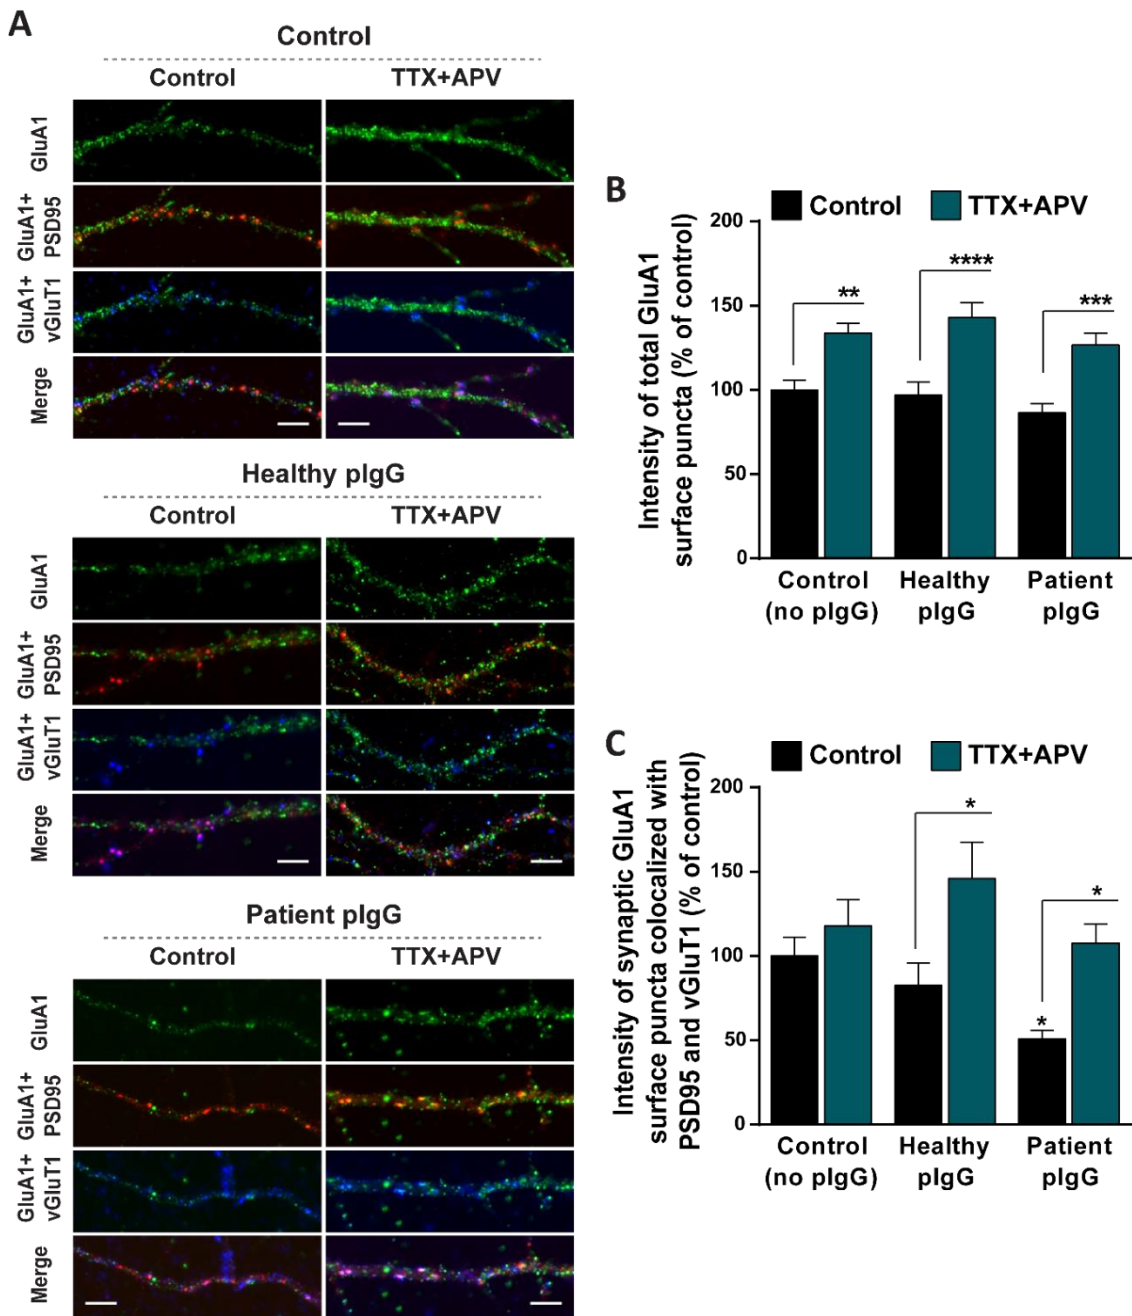 A
Control
Control TTX+APV
GluA1
GluA1+
PSD95
GluA1+
vGluT1
Merge
Healthy pIgG
Control TTX+APV
GluA1
GluA1+
PSD95
GluA1+
vGluT1
Merge
Patient pIgG
Control TTX+APV
GluA1
GluA1+
PSD95
GluA1+
vGluT1
Merge
B
Control TTX+APV
Intensity of total GluA1
surface puncta (% of control)
200
150
100
50
0
**
****
***
Control
(no pIgG)
Healthy
pIgG
Patient
pIgG
C
Control TTX+APV
Intensity of synaptic GluA1
surface puncta colocalized with
PSD95 and vGluT1 (% of control)
200
150
100
50
0
*
*
*
Control
(no pIgG)
Healthy
pIgG
Patient
pIgG